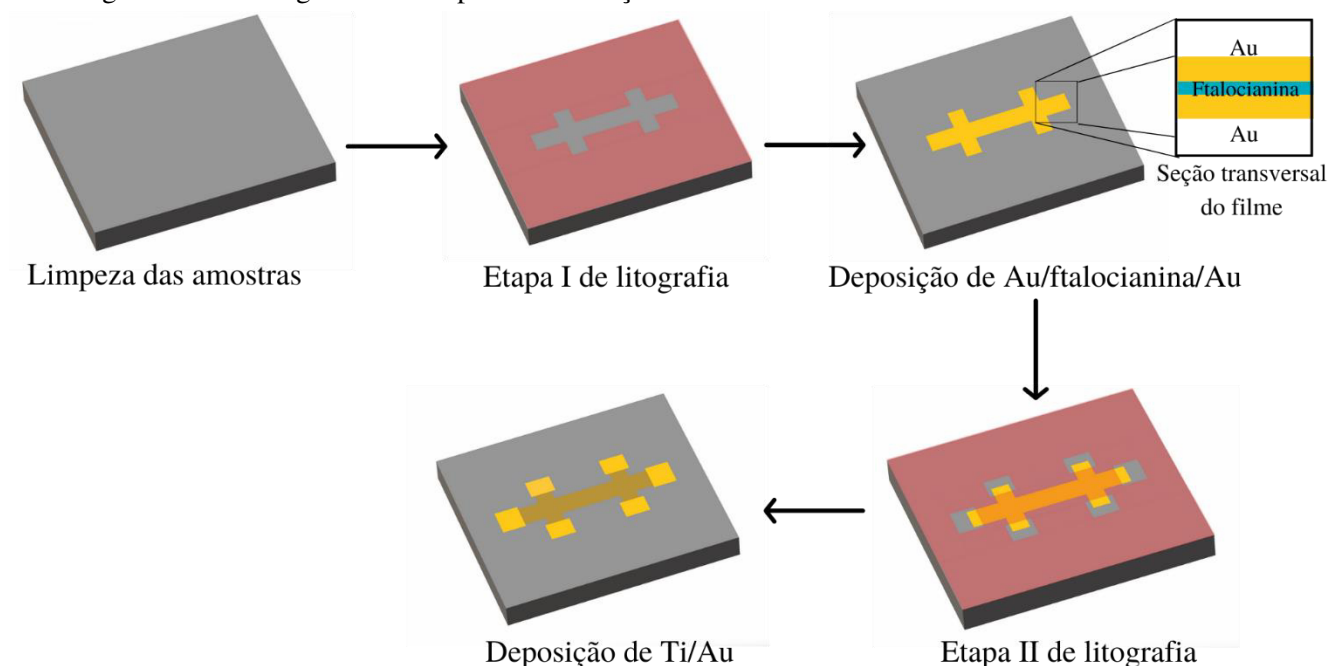 Au
Ftalocianina
Au
Seção transversal
do filme
Limpeza das amostras
Etapa I de litografia
Deposição de Au/ftalocianina/Au
Deposição de Ti/Au
Etapa II de litografia